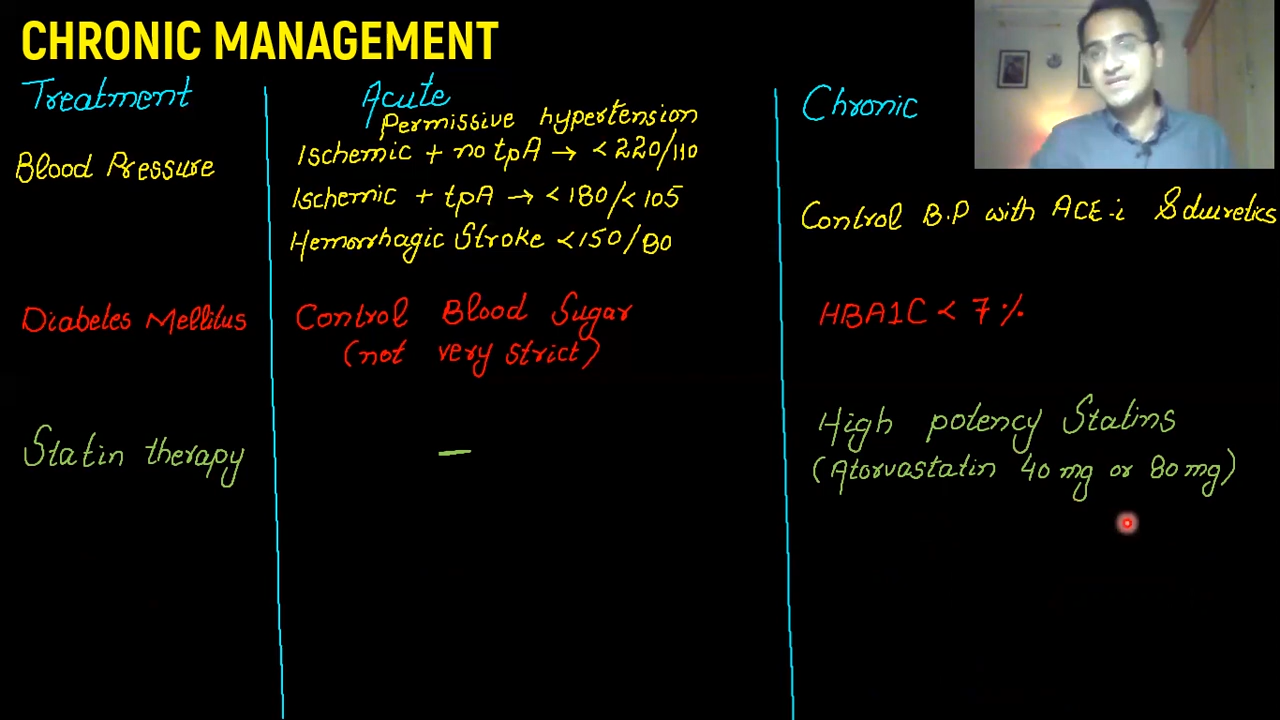 CHRONIC MANAGEMENT
Treatment
Acute
Chronic
Permissive hypertension
Blood Pressure
Ischemic + no tpA → <220/110
Ischemic + tpA → <180/<105
Hemorrhagic Stroke <150/80
Control B.P with ACE-i & diuretics
Diabetes Mellitus
Control Blood Sugar
(not very strict)
HBA1C < 7 %
Statin therapy
—
High potency Statins
(Atorvastatin 40 mg or 80 mg)